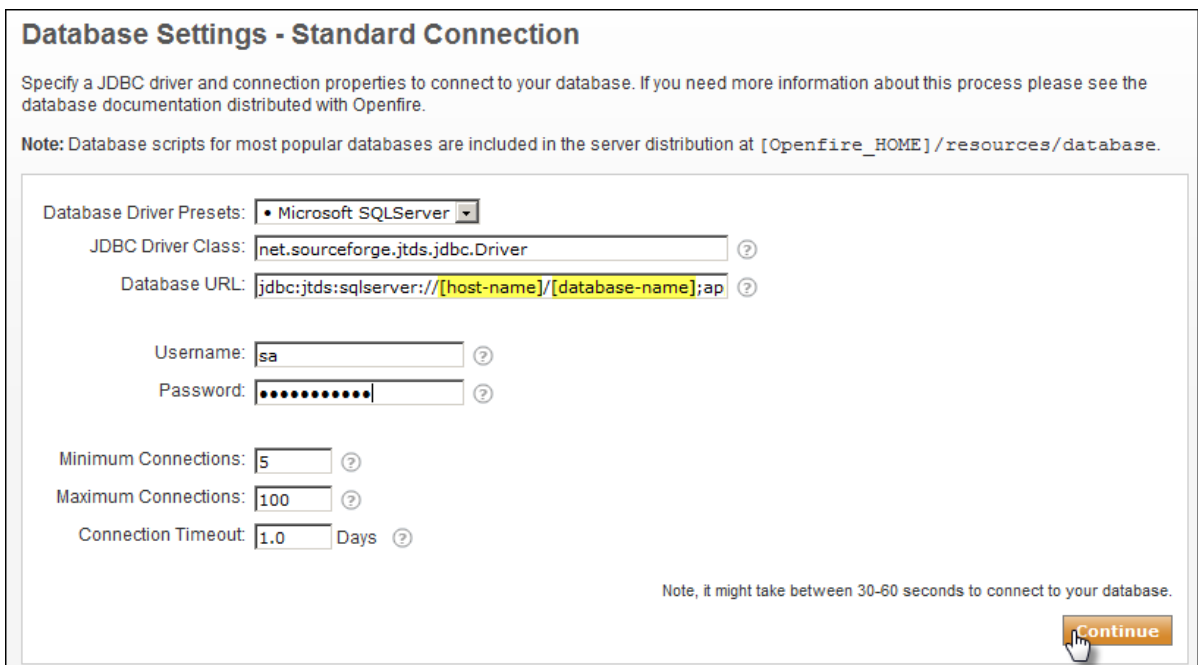 Database Settings - Standard Connection
Specify a JDBC driver and connection properties to connect to your database. If you need more information about this process please see the
database documentation distributed with Openfire.
Note: Database scripts for most popular databases are included in the server distribution at [Openfire_HOME]/resources/database.
Database Driver Presets: • Microsoft SQLServer
JDBC Driver Class: net.sourceforge.jtds.jdbc.Driver ?
Database URL: jdbc:jtds:sqlserver://[host-name]/[database-name];ap ?
Username: sa ?
Password: ●●●●●●●●●●● ?
Minimum Connections: 5 ?
Maximum Connections: 100 ?
Connection Timeout: 1.0 Days ?
Note, it might take between 30-60 seconds to connect to your database.
Continue